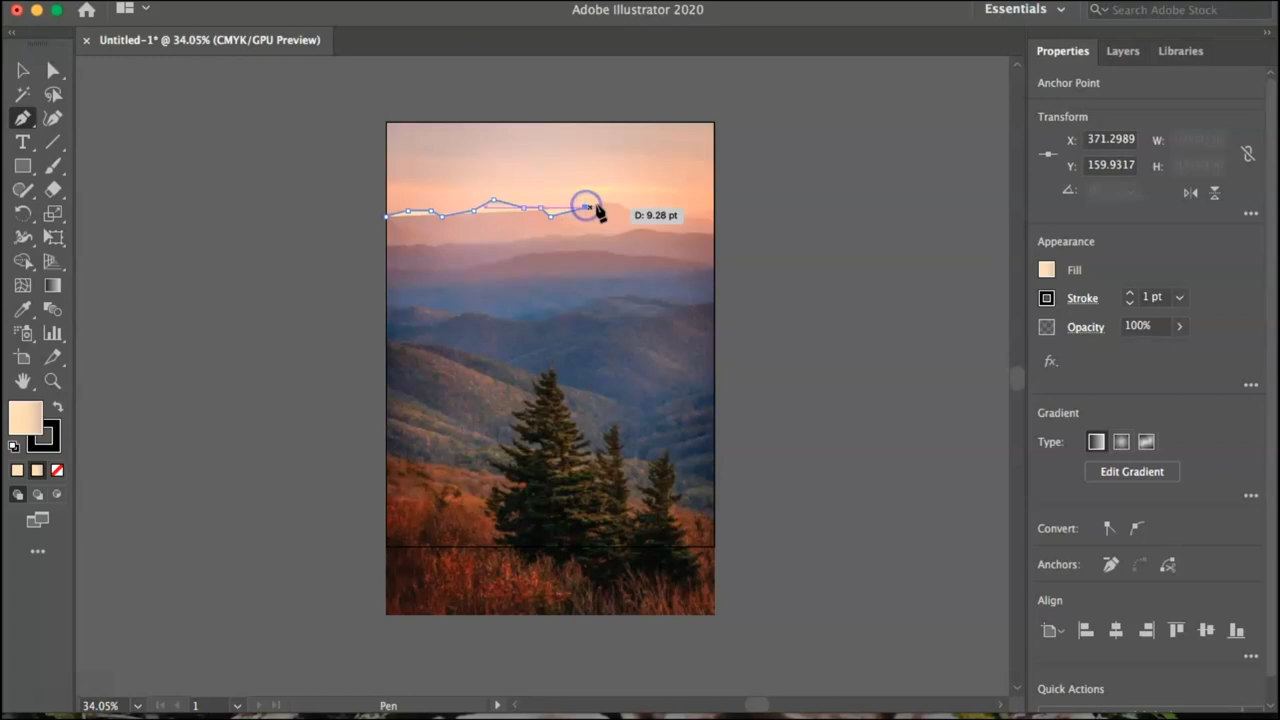 Adobe Illustrator 2020
Essentials
Search Adobe Stock
× Untitled-1* @ 34.05% (CMYK/GPU Preview)
Properties Layers Libraries
Anchor Point
Transform
X: 371.2989 W:
Y: 159.9317 H:
D: 9.28 pt
Appearance
Fill
Stroke 1 pt
Opacity 100%
fx.
Gradient
Type:
Edit Gradient
Convert:
Anchors:
Align
Quick Actions
34.05% 1 Pen